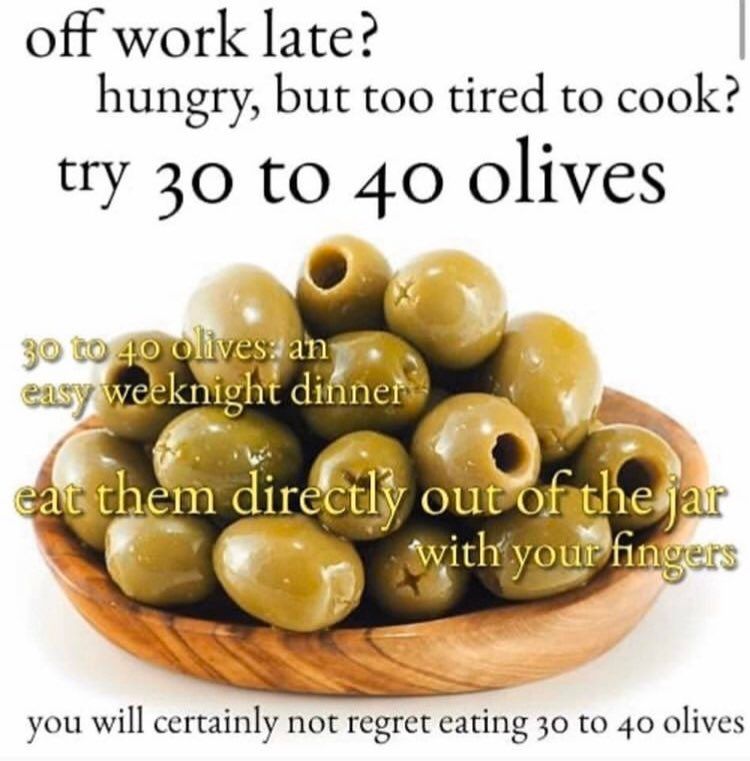 off work late?
hungry, but too tired to cook?
try 30 to 40 olives
30 to 40 olives: an
easy weeknight dinner
eat them directly out of the jar
with your fingers
you will certainly not regret eating 30 to 40 olives